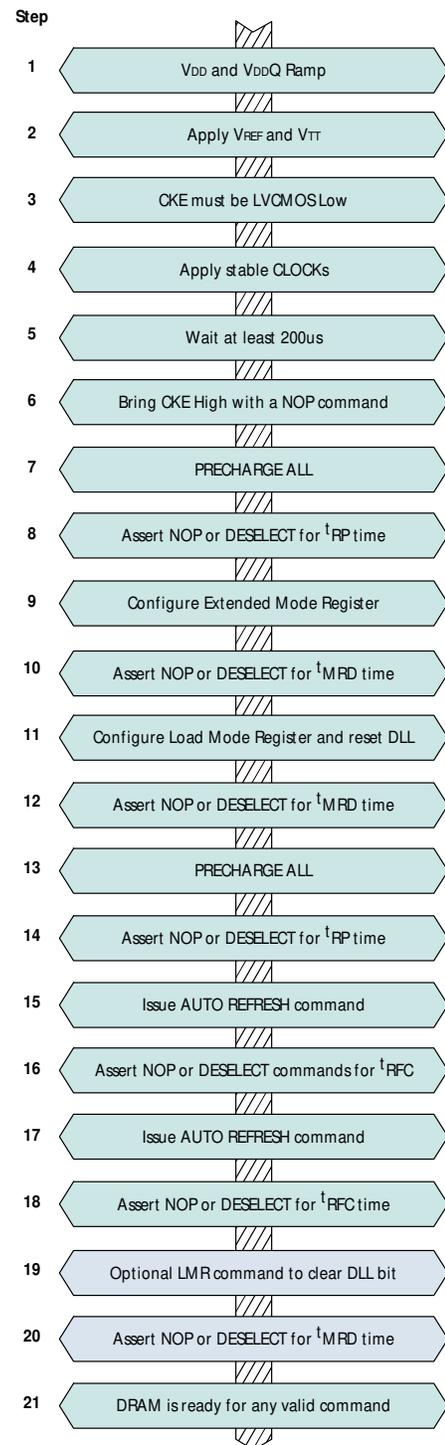 Step
1 VDD and VDDQ Ramp
2 Apply VREF and VTT
3 CKE must be LVCMOS Low
4 Apply stable CLOCKs
5 Wait at least 200us
6 Bring CKE High with a NOP command
7 PRECHARGE ALL
8 Assert NOP or DESELECT for tRP time
9 Configure Extended Mode Register
10 Assert NOP or DESELECT for tMRD time
11 Configure Load Mode Register and reset DLL
12 Assert NOP or DESELECT for tMRD time
13 PRECHARGE ALL
14 Assert NOP or DESELECT for tRP time
15 Issue AUTO REFRESH command
16 Assert NOP or DESELECT commands for tRFC
17 Issue AUTO REFRESH command
18 Assert NOP or DESELECT for tRFC time
19 Optional LMR command to clear DLL bit
20 Assert NOP or DESELECT for tMRD time
21 DRAM is ready for any valid command